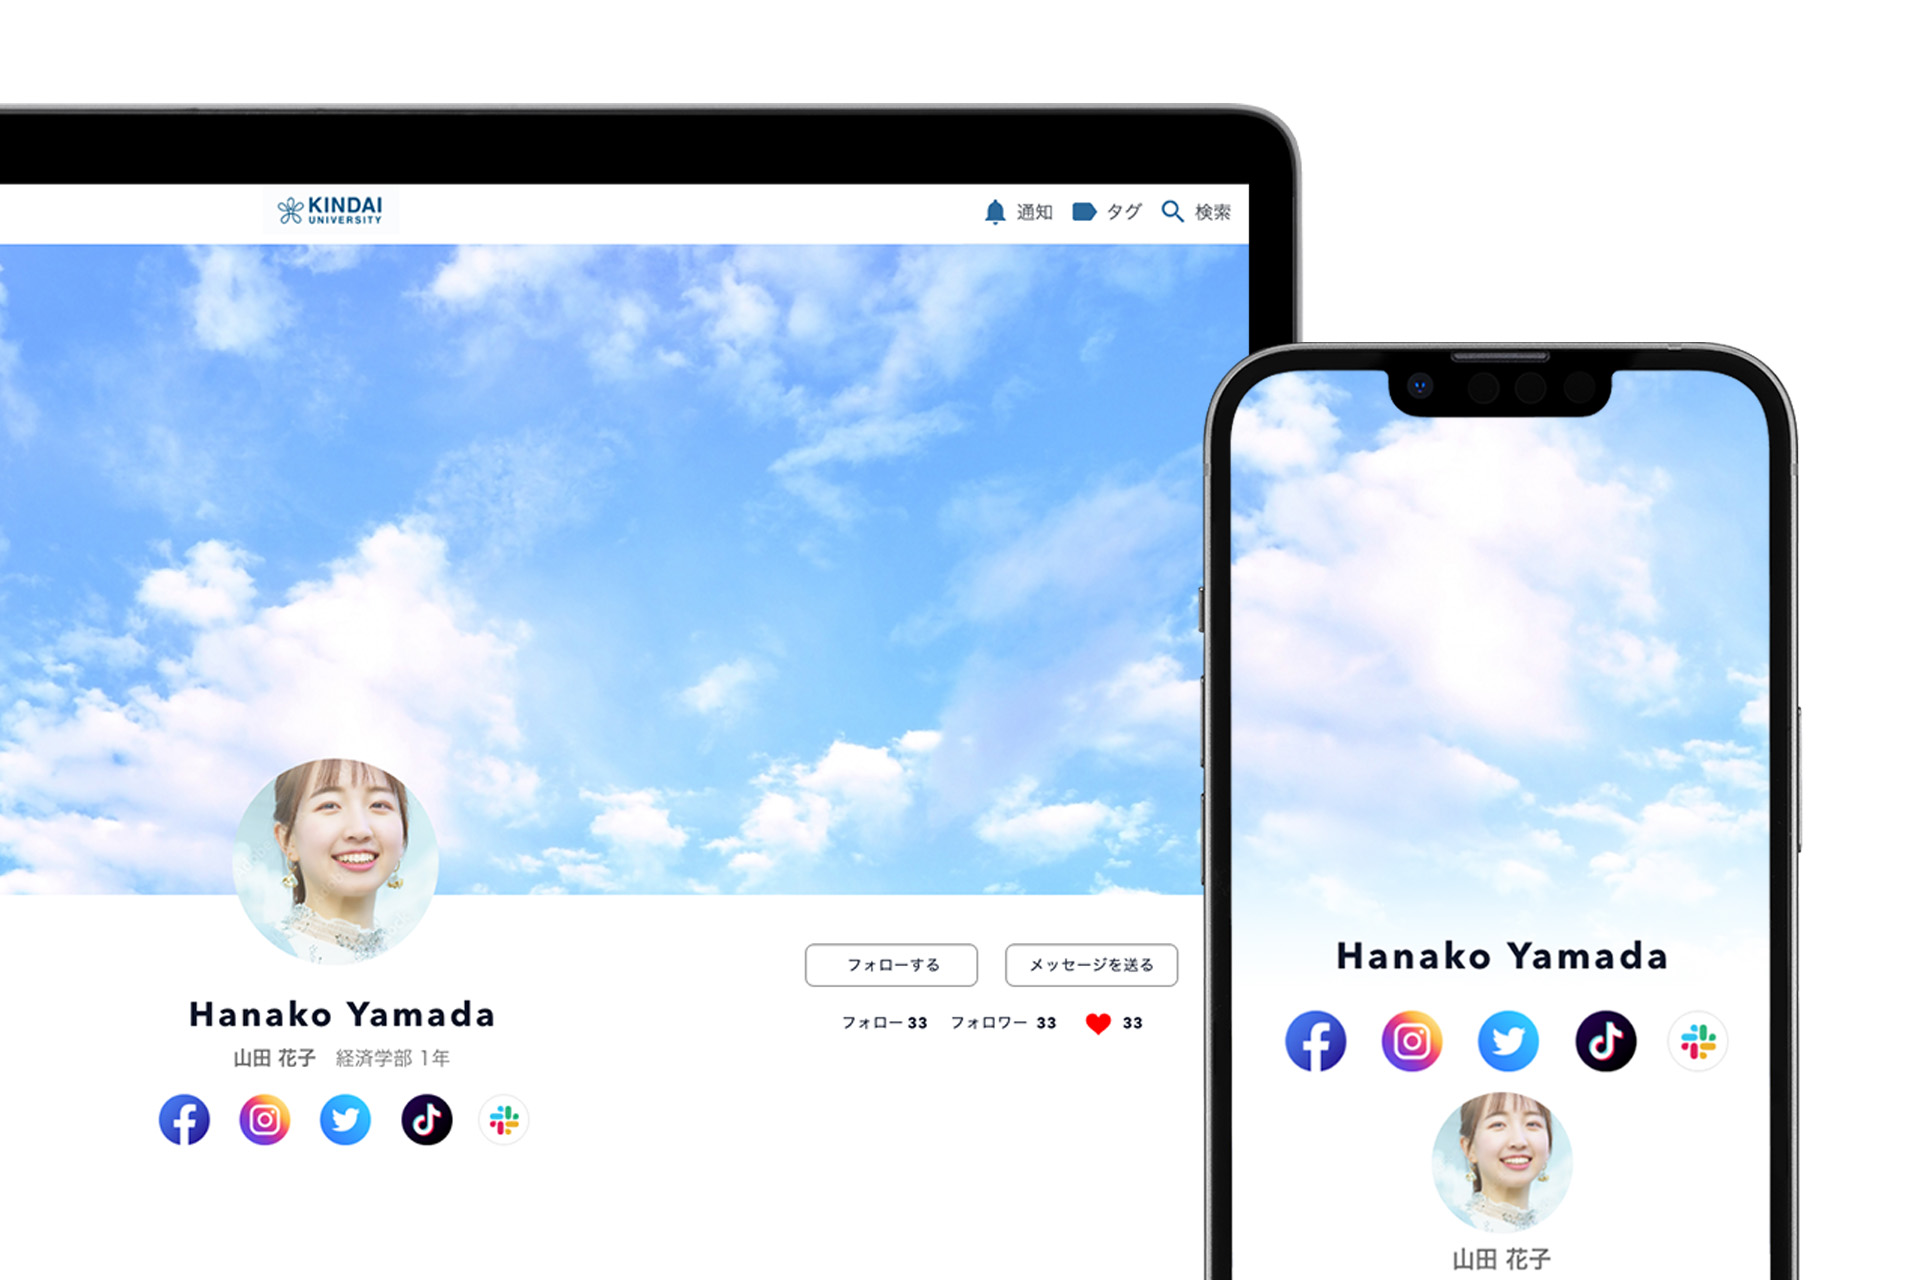 KINDAI
UNIVERSITY
通知 タグ 検索
Hanako Yamada
山田 花子 経済学部 1年
フォローする メッセージを送る
フォロー 33 フォロワー 33 33
Hanako Yamada
山田 花子